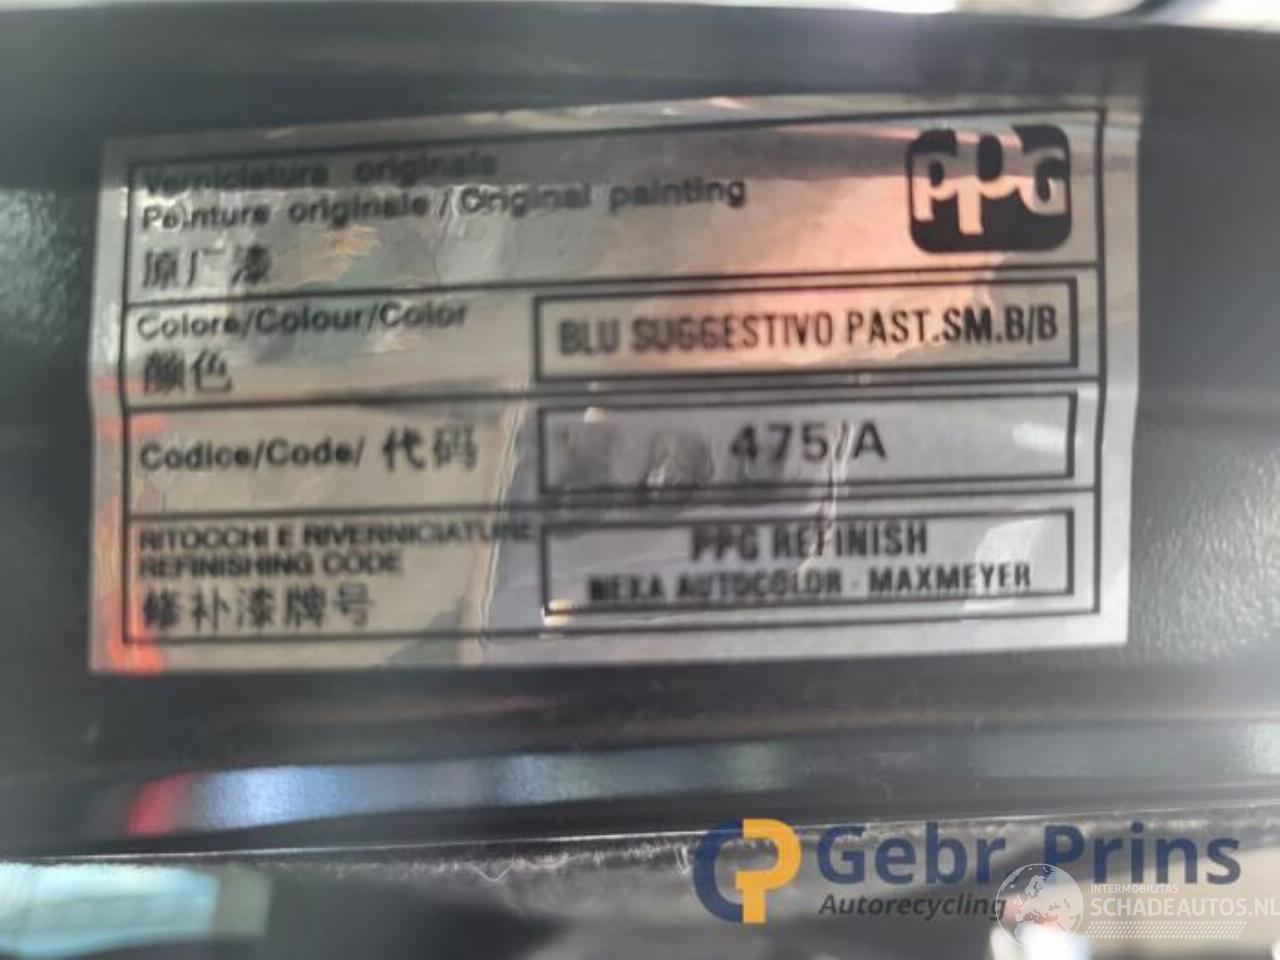 Verniciatura originale
Peinture originale / Original painting
原厂漆
PPG
Colore/Colour/Color
颜色
BLU SUGGESTIVO PAST.SM.B/B
Codice/Code/ 代码
475/A
RITOCCHI E RIVERNICIATURE
REFINISHING CODE
修补漆牌号
PPG REFINISH
NEXA AUTOCOLOR - MAXMEYER
Gebr Prins
Autorecycling
INTERMOBILITAS
SCHADEAUTOS.NL